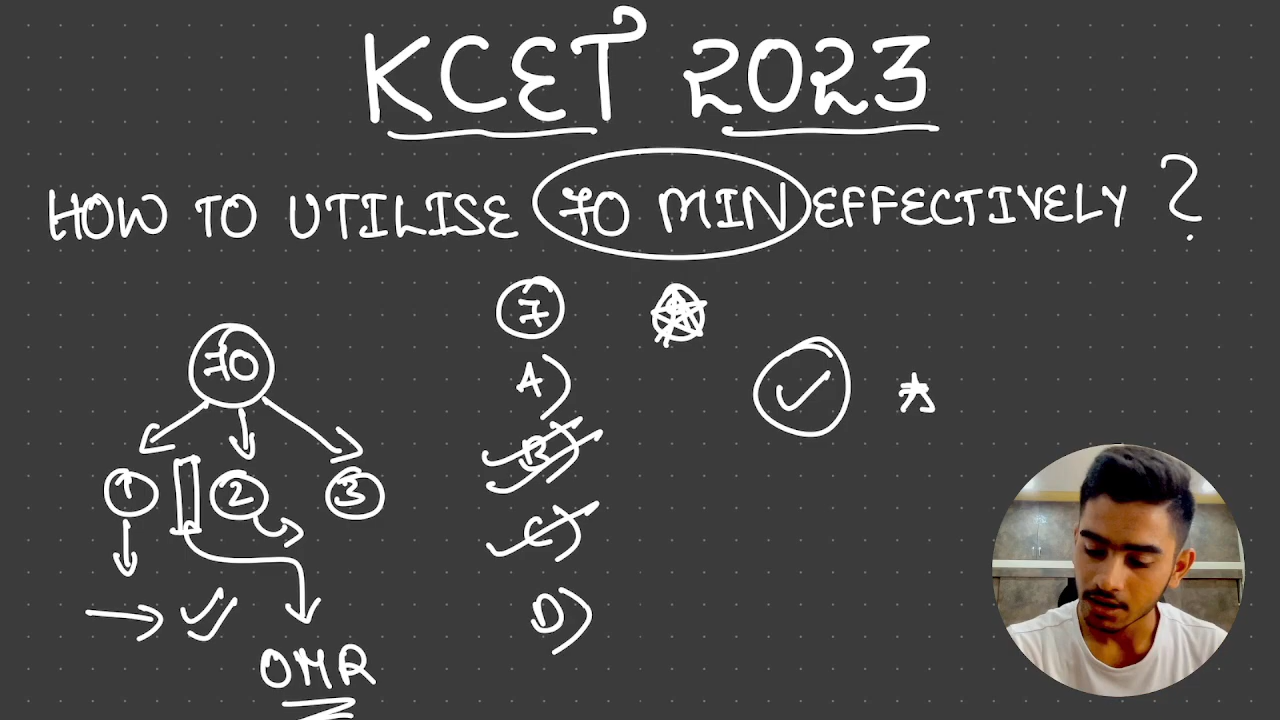 KCET 2023
HOW TO UTILISE 70 MIN EFFECTIVELY ?
70
1
2
3
OMR
7
A)
B)
C)
D)